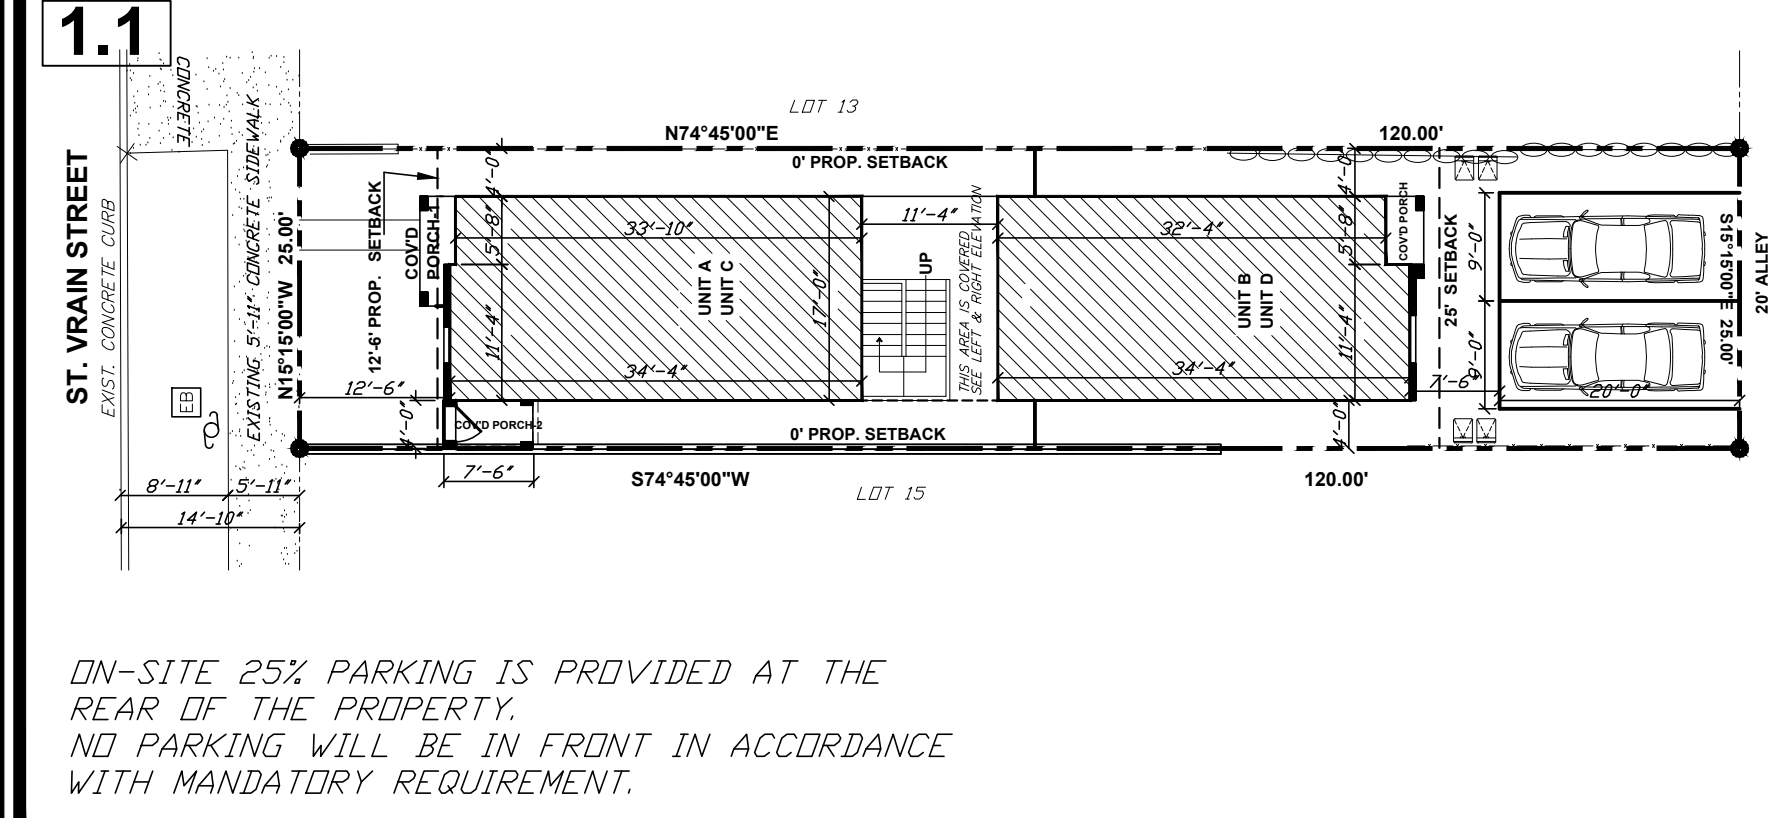 1.1
CONCRETE
LOT 13
N74°45'00"E
120.00'
0' PROP. SETBACK
ST. VRAIN STREET
EXIST. CONCRETE CURB
EXISTING 5'-11" CONCRETE SIDEWALK
N15°15'00"W 25.00'
12'-6' PROP. SETBACK
COV'D
PORCH-1
4'-0"
5'-8"
11'-4"
33'-10"
UNIT A
UNIT C
17'-0"
34'-4"
11'-4"
UP
THIS AREA IS COVERED
SEE LEFT & RIGHT ELEVATION
32'-4"
UNIT B
UNIT D
34'-4"
4'-0"
5'-8"
11'-4"
COV'D PORCH
25' SETBACK
9'-0"
9'-0"
7'-6"
20'-0"
S15°15'00"E 25.00'
20' ALLEY
EB
12'-6"
4'-0"
COV'D PORCH-2
0' PROP. SETBACK
4'-0"
7'-6"
S74°45'00"W
LOT 15
120.00'
8'-11"
5'-11"
14'-10"
ON-SITE 25% PARKING IS PROVIDED AT THE
REAR OF THE PROPERTY.
NO PARKING WILL BE IN FRONT IN ACCORDANCE
WITH MANDATORY REQUIREMENT.